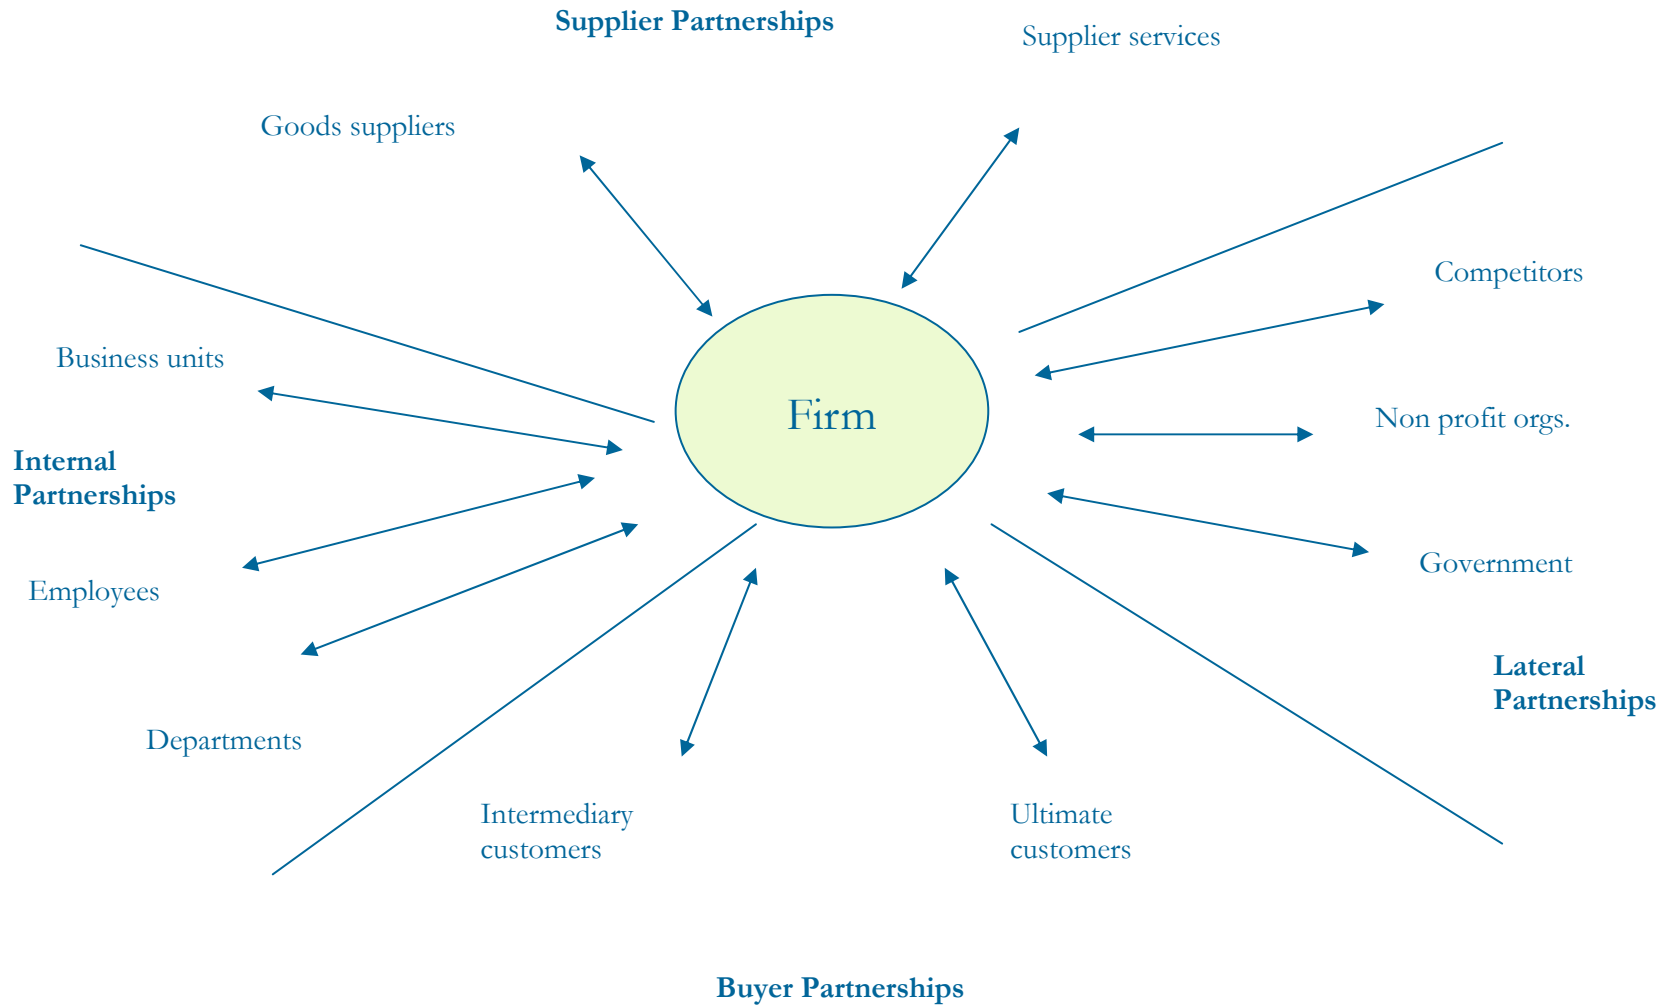 Supplier Partnerships
Supplier services
Goods suppliers
Competitors
Business units
Firm
Non profit orgs.
Internal
Partnerships
Government
Employees
Lateral
Partnerships
Departments
Intermediary
customers
Ultimate
customers
Buyer Partnerships